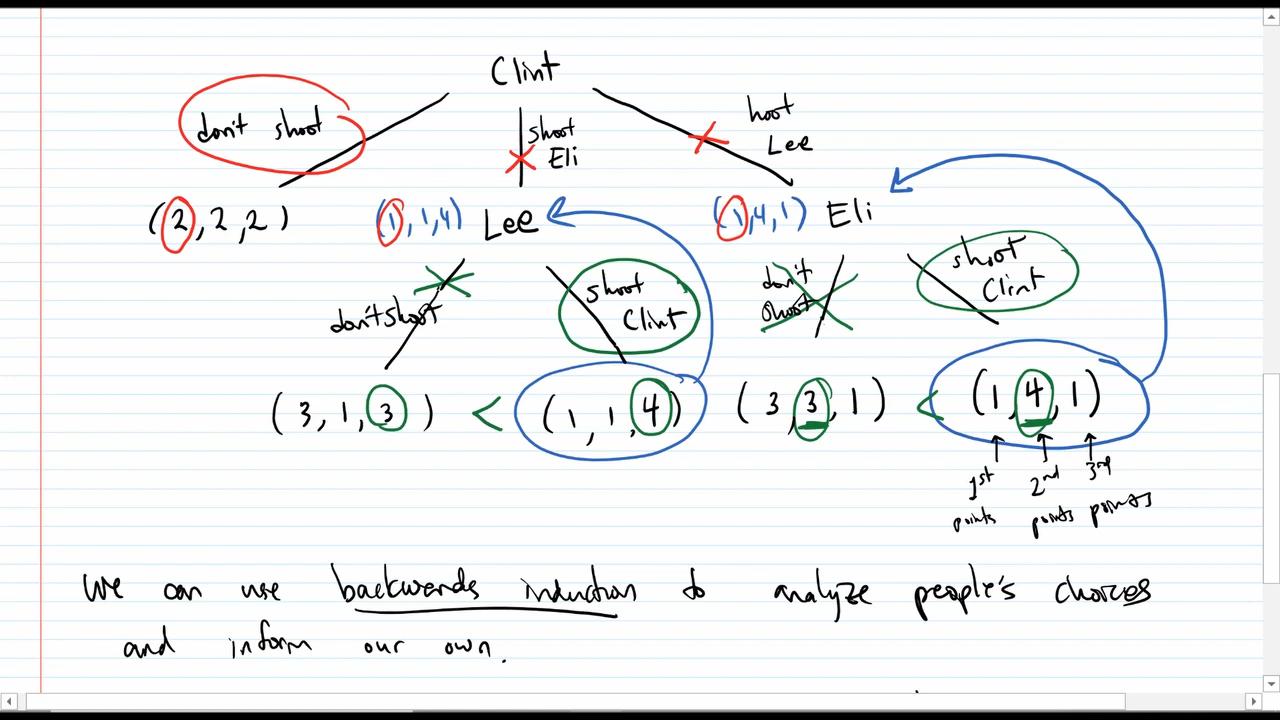 Clint
don't shoot
shoot
Eli
hoot
Lee
(2, 2, 2)
(1, 1, 4) Lee
(1, 4, 1) Eli
don't shoot
shoot
Clint
don't
shoot
shoot
Clint
(3, 1, 3) < (1, 1, 4)
(3, 3, 1) < (1, 4, 1)
1st
points
2nd
points
3rd
points
We can use backwards induction to analyze people's choices
and inform our own.